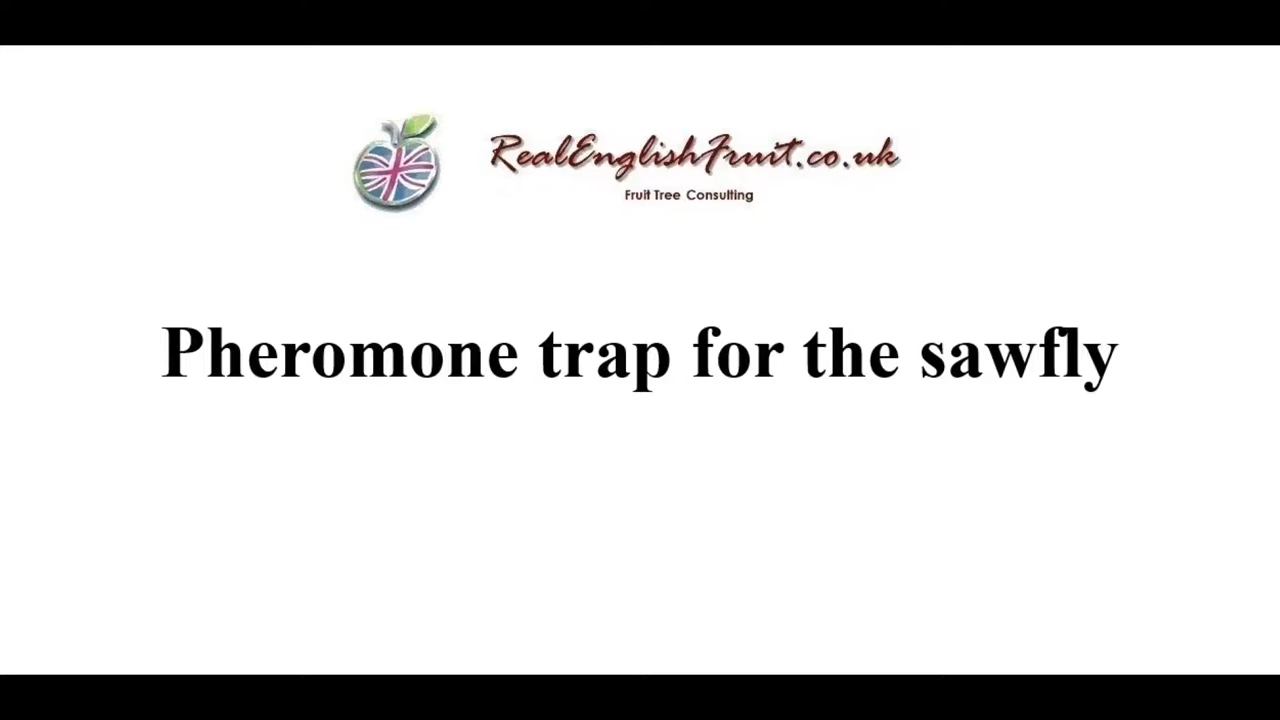 RealEnglishFruit.co.uk
Fruit Tree Consulting
Pheromone trap for the sawfly